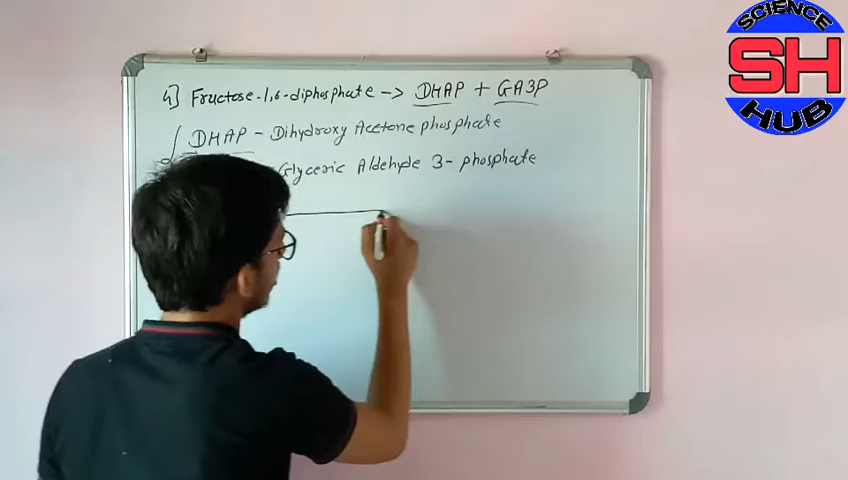 4] Fructose-1,6-diphosphate -> DHAP + GA3P
DHAP - Dihydroxy Acetone phosphate
Glyceric Aldehyde 3- phosphate
SCIENCE
SH
HUB